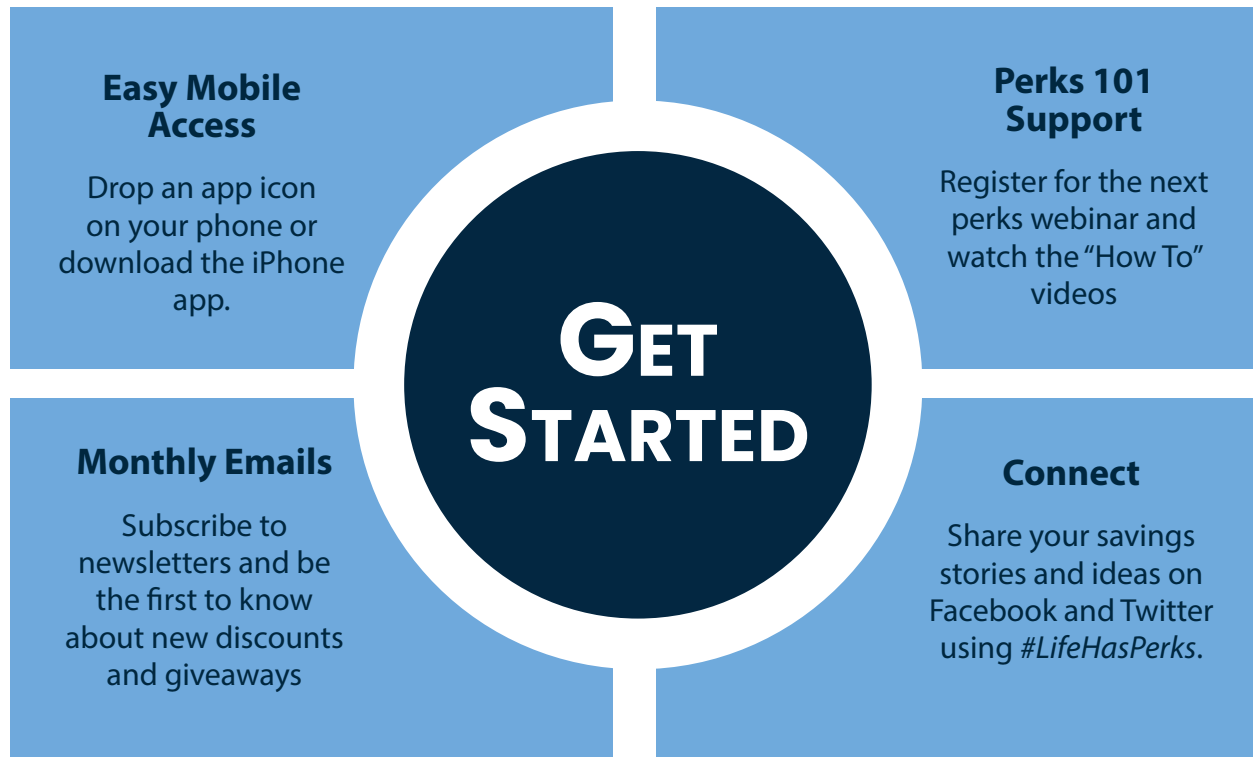 Easy Mobile
Access
Drop an app icon
on your phone or
download the iPhone
app.
Perks 101
Support
Register for the next
perks webinar and
watch the “How To”
videos
GET
STARTED
Monthly Emails
Subscribe to
newsletters and be
the first to know
about new discounts
and giveaways
Connect
Share your savings
stories and ideas on
Facebook and Twitter
using #LifeHasPerks.